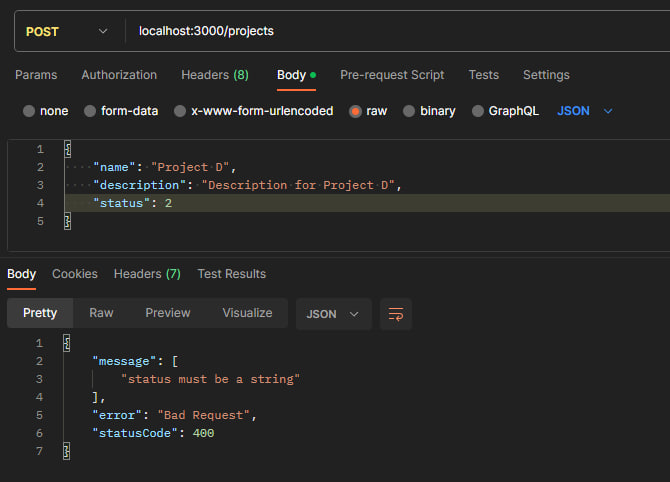 POST localhost:3000/projects
Params Authorization Headers (8) Body Pre-request Script Tests Settings
none form-data x-www-form-urlencoded raw binary GraphQL JSON
1 {
2 "name": "Project D",
3 "description": "Description for Project D",
4 "status": 2
5 }
Body Cookies Headers (7) Test Results
Pretty Raw Preview Visualize JSON
1 {
2 "message": [
3 "status must be a string"
4 ],
5 "error": "Bad Request",
6 "statusCode": 400
7 }